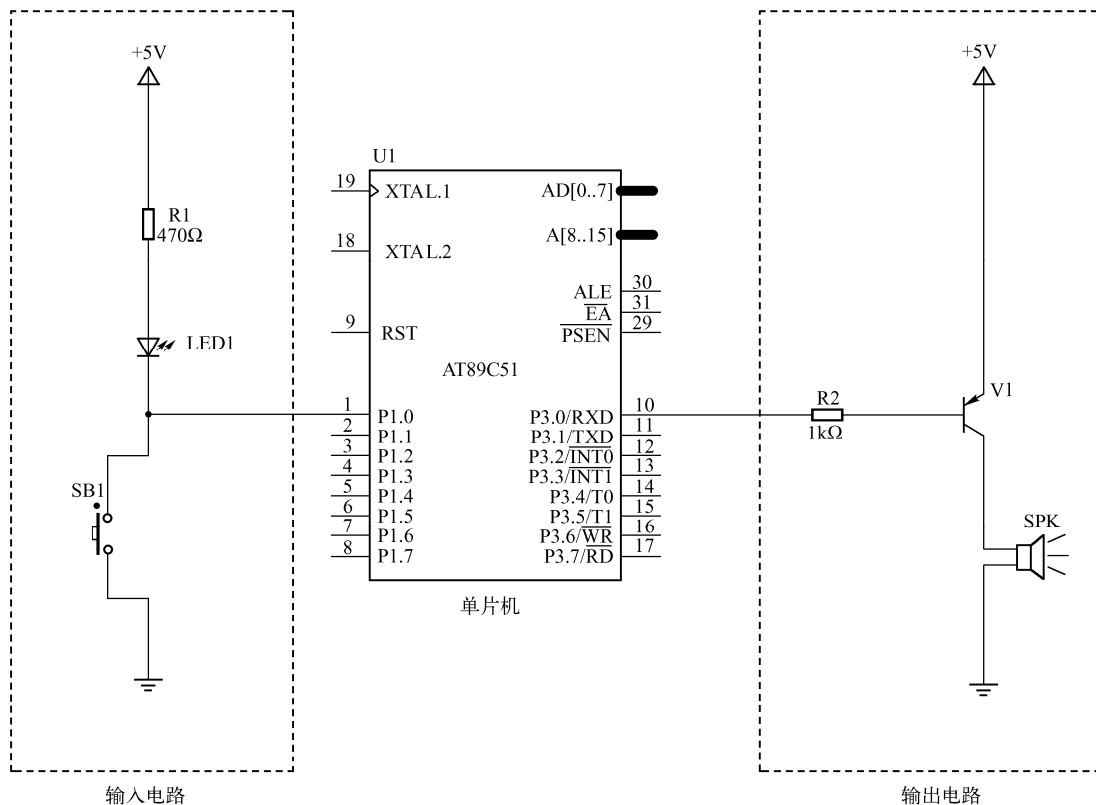 +5V
R1
470Ω
LED1
SB1
输入电路
U1
19
XTAL.1
18
XTAL.2
9
RST
AT89C51
1
P1.0
2
P1.1
3
P1.2
4
P1.3
5
P1.4
6
P1.5
7
P1.6
8
P1.7
AD[0..7]
A[8..15]
ALE
30
EA
31
PSEN
29
P3.0/RXD
10
P3.1/TXD
11
P3.2/INT0
12
P3.3/INT1
13
P3.4/T0
14
P3.5/T1
15
P3.6/WR
16
P3.7/RD
17
单片机
+5V
V1
R2
1kΩ
SPK
输出电路